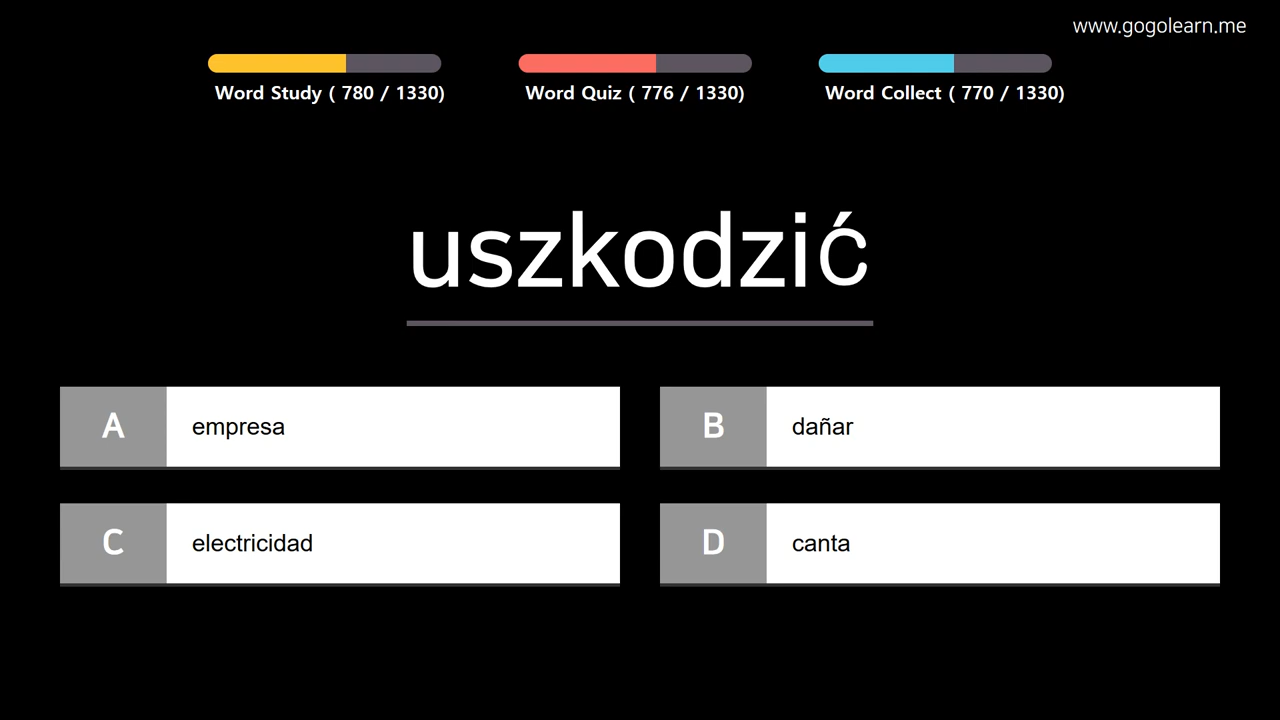 www.gogolearn.me
Word Study ( 780 / 1330)
Word Quiz ( 776 / 1330)
Word Collect ( 770 / 1330)
uszkodzić
A empresa
B dañar
C electricidad
D canta